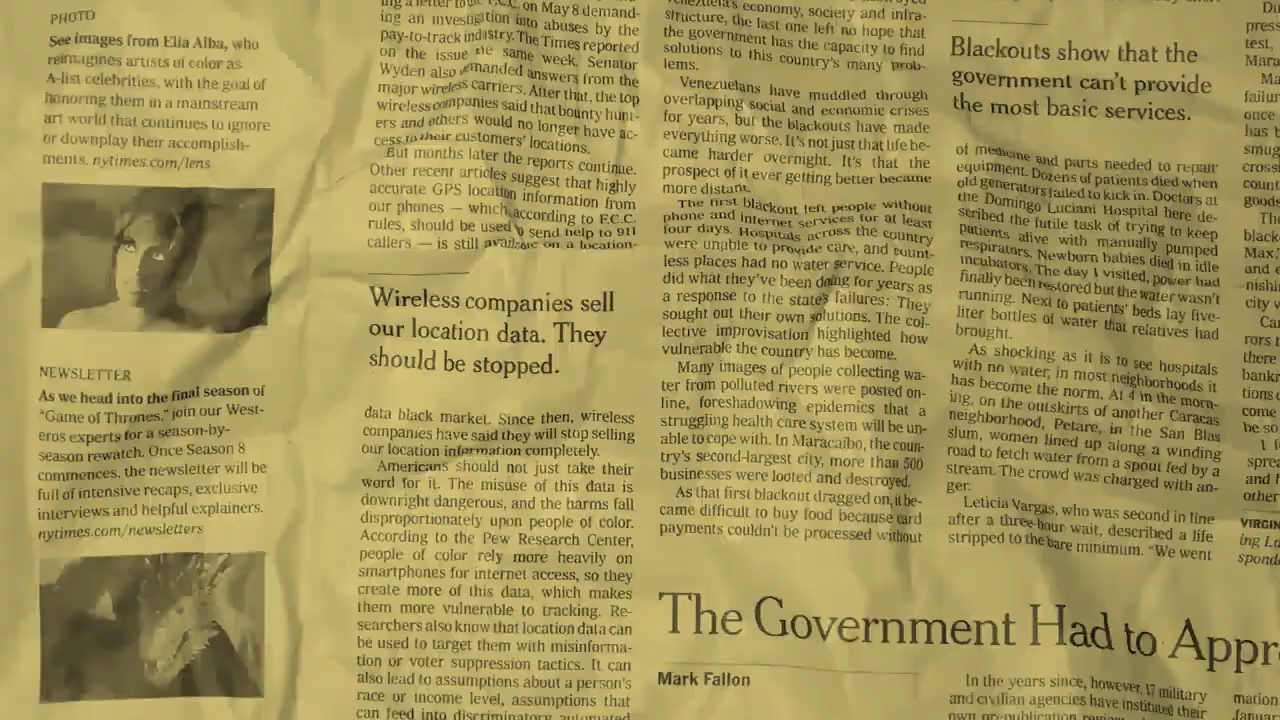 PHOTO
See images from Elia Alba, who
reimagines artists of color as
A-list celebrities, with the goal of
honoring them in a mainstream
art world that continues to ignore
or downplay their accomplish-
ments. nytimes.com/lens
NEWSLETTER
As we head into the final season of
“Game of Thrones,” join our West-
eros experts for a season-by-
season rewatch. Once Season 8
commences, the newsletter will be
full of intensive recaps, exclusive
interviews and helpful explainers.
nytimes.com/newsletters
ing a letter to the F.C.C. on May 8 demand-
ing an investigation into abuses by the
pay-to-track industry. The Times reported
on the issue the same week. Senator
Wyden also demanded answers from the
major wireless carriers. After that, the top
wireless companies said that bounty hunt-
ers and others would no longer have ac-
cess to their customers’ locations.
But months later the reports continue.
Other recent articles suggest that highly
accurate GPS location information from
our phones — which, according to F.C.C.
rules, should be used to send help to 911
callers — is still available on a location-
Wireless companies sell
our location data. They
should be stopped.
data black market. Since then, wireless
companies have said they will stop selling
our location information completely.
Americans should not just take their
word for it. The misuse of this data is
downright dangerous, and the harms fall
disproportionately upon people of color.
According to the Pew Research Center,
people of color rely more heavily on
smartphones for internet access, so they
create more of this data, which makes
them more vulnerable to tracking. Re-
searchers also know that location data can
be used to target them with misinforma-
tion or voter suppression tactics. It can
also lead to assumptions about a person’s
race or income level, assumptions that
can feed into discriminatory automated
Venezuela’s economy, society and infra-
structure, the last one left no hope that
the government has the capacity to find
solutions to this country’s many prob-
lems.
Venezuelans have muddled through
overlapping social and economic crises
for years, but the blackouts have made
everything worse. It’s not just that life be-
came harder overnight. It’s that the
prospect of it ever getting better became
more distant.
The first blackout left people without
phone and internet services for at least
four days. Hospitals across the country
were unable to provide care, and count-
less places had no water service. People
did what they’ve been doing for years as
a response to the state’s failures: They
sought out their own solutions. The col-
lective improvisation highlighted how
vulnerable the country has become.
Many images of people collecting wa-
ter from polluted rivers were posted on-
line, foreshadowing epidemics that a
struggling health care system will be un-
able to cope with. In Maracaibo, the coun-
try’s second-largest city, more than 500
businesses were looted and destroyed.
As that first blackout dragged on, it be-
came difficult to buy food because card
payments couldn’t be processed without
Blackouts show that the
government can’t provide
the most basic services.
of medicine and parts needed to repair
equipment. Dozens of patients died when
old generators failed to kick in. Doctors at
the Domingo Luciani Hospital here de-
scribed the futile task of trying to keep
patients alive with manually pumped
respirators. Newborn babies died in idle
incubators. The day I visited, power had
finally been restored but the water wasn’t
running. Next to patients’ beds lay five-
liter bottles of water that relatives had
brought.
As shocking as it is to see hospitals
with no water, in most neighborhoods it
has become the norm. At 4 in the morn-
ing, on the outskirts of another Caracas
neighborhood, Petare, in the San Blas
slum, women lined up along a winding
road to fetch water from a spout fed by a
stream. The crowd was charged with an-
ger.
Leticia Vargas, who was second in line
after a three-hour wait, described a life
stripped to the bare minimum. “We went
The Government Had to Appr
Mark Fallon
In the years since, however, 17 military
and civilian agencies have instituted their
own prepublication
VIRGIN
ing La
spond